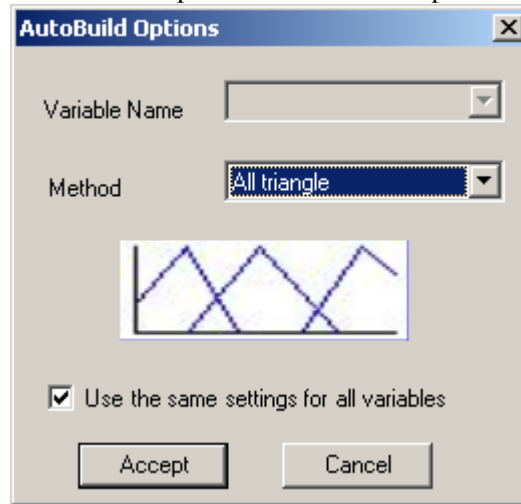 AutoBuild Options
Variable Name
Method
All triangle
Use the same settings for all variables
Accept
Cancel